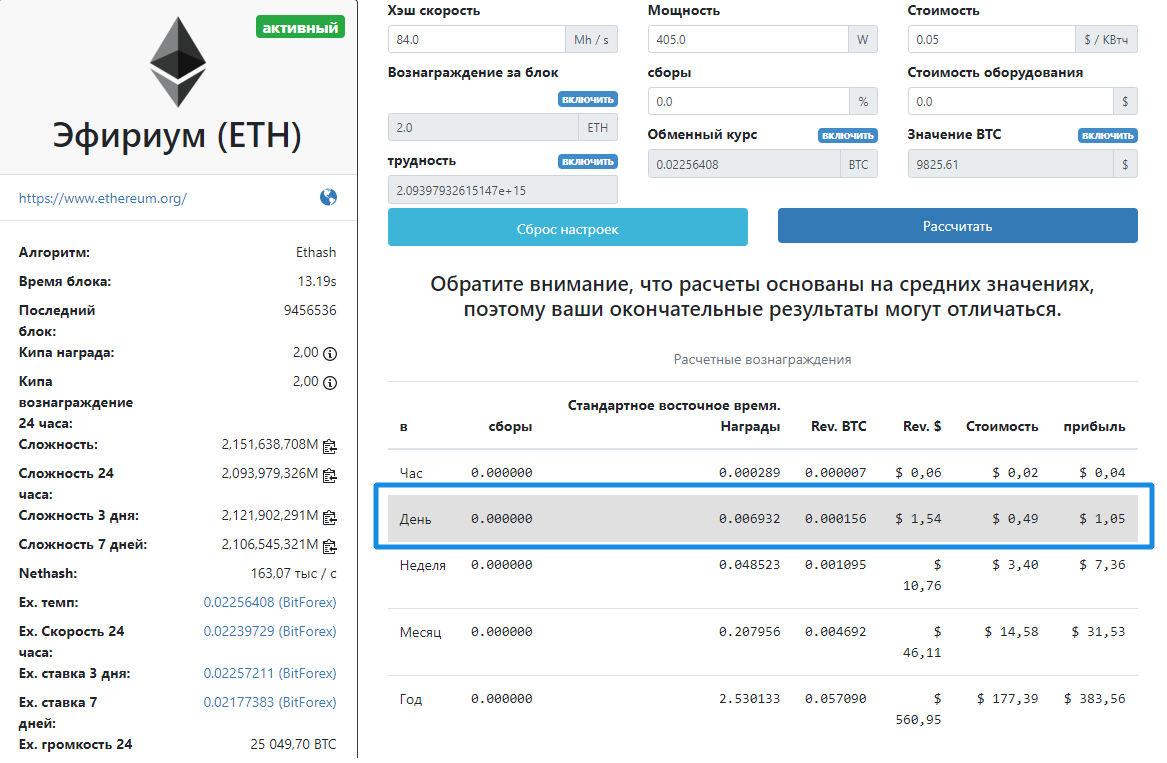 активный
Эфириум (ETH)
https://www.ethereum.org/
Алгоритм: Ethash
Время блока: 13.19s
Последний блок: 9456536
Кипа награда: 2,00
Кипа вознаграждение 24 часа: 2,00
Сложность: 2,151,638,708M
Сложность 24 часа: 2,093,979,326M
Сложность 3 дня: 2,121,902,291M
Сложность 7 дней: 2,106,545,321M
Nethash: 163,07 тыс / с
Ex. темп: 0.02256408 (BitForex)
Ex. Скорость 24 часа: 0.02239729 (BitForex)
Ex. ставка 3 дня: 0.02257211 (BitForex)
Ex. ставка 7 дней: 0.02177383 (BitForex)
Ex. громкость 24 25 049,70 BTC
Хэш скорость
84.0 Mh / s
Мощность
405.0 W
Стоимость
0.05 $ / КВтч
Вознаграждение за блок
включить
2.0 ETH
сборы
0.0 %
Стоимость оборудования
0.0 $
трудность включить
2.09397932615147e+15
Обменный курс включить
0.02256408 BTC
Значение BTC включить
9825.61 $
Сброс настроек
Рассчитать
Обратите внимание, что расчеты основаны на средних значениях,
поэтому ваши окончательные результаты могут отличаться.
Расчетные вознаграждения
Стандартное восточное время.
в сборы Награды Rev. BTC Rev. $ Стоимость прибыль
Час 0.000000 0.000289 0.000007 $ 0,06 $ 0,02 $ 0,04
День 0.000000 0.006932 0.000156 $ 1,54 $ 0,49 $ 1,05
Неделя 0.000000 0.048523 0.001095 $ 10,76 $ 3,40 $ 7,36
Месяц 0.000000 0.207956 0.004692 $ 46,11 $ 14,58 $ 31,53
Год 0.000000 2.530133 0.057090 $ 560,95 $ 177,39 $ 383,56